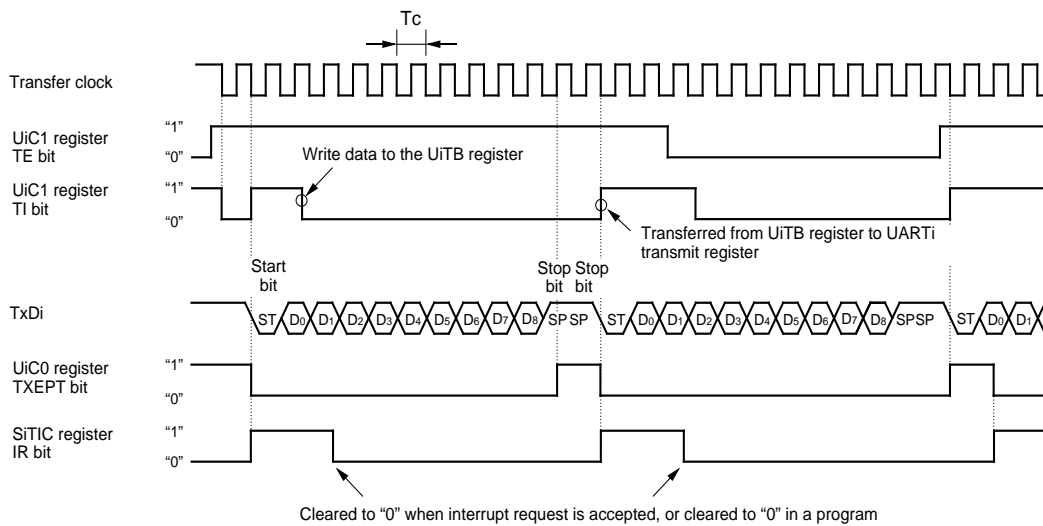 Tc
Transfer clock
UiC1 register
TE bit
“1”
“0”
Write data to the UiTB register
UiC1 register
TI bit
“1”
“0”
Transferred from UiTB register to UARTi
transmit register
Start
bit
Stop
bit
Stop
bit
TxDi
ST D0 D1 D2 D3 D4 D5 D6 D7 D8 SP SP ST D0 D1 D2 D3 D4 D5 D6 D7 D8 SPSP ST D0 D1
UiC0 register
TXEPT bit
“1”
“0”
SiTIC register
IR bit
“1”
“0”
Cleared to “0” when interrupt request is accepted, or cleared to “0” in a program